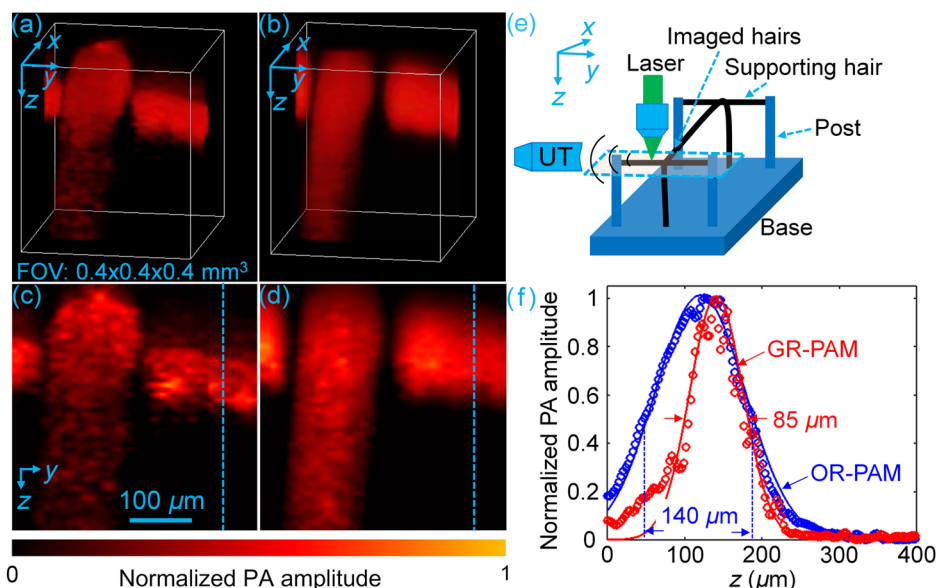 (a)
x
y
z
FOV: 0.4x0.4x0.4 mm³
(b)
x
y
z
(c)
y
z
100 µm
(d)
0
Normalized PA amplitude
1
(e)
x
y
z
Imaged hairs
Laser
Supporting hair
UT
Post
Base
(f)
Normalized PA amplitude
1
0.8
0.6
0.4
0.2
0
GR-PAM
85 µm
OR-PAM
140 µm
0 100 200 300 400
z (µm)